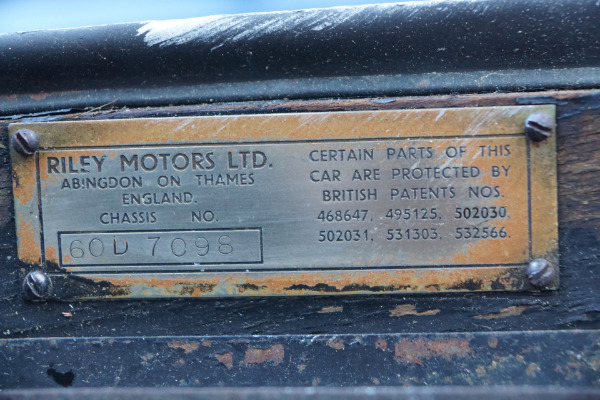 RILEY MOTORS LTD.
ABINGDON ON THAMES
ENGLAND.
CHASSIS NO.
60D 7098
CERTAIN PARTS OF THIS
CAR ARE PROTECTED BY
BRITISH PATENTS NOS.
468647, 495125, 502030,
502031, 531303, 532566.